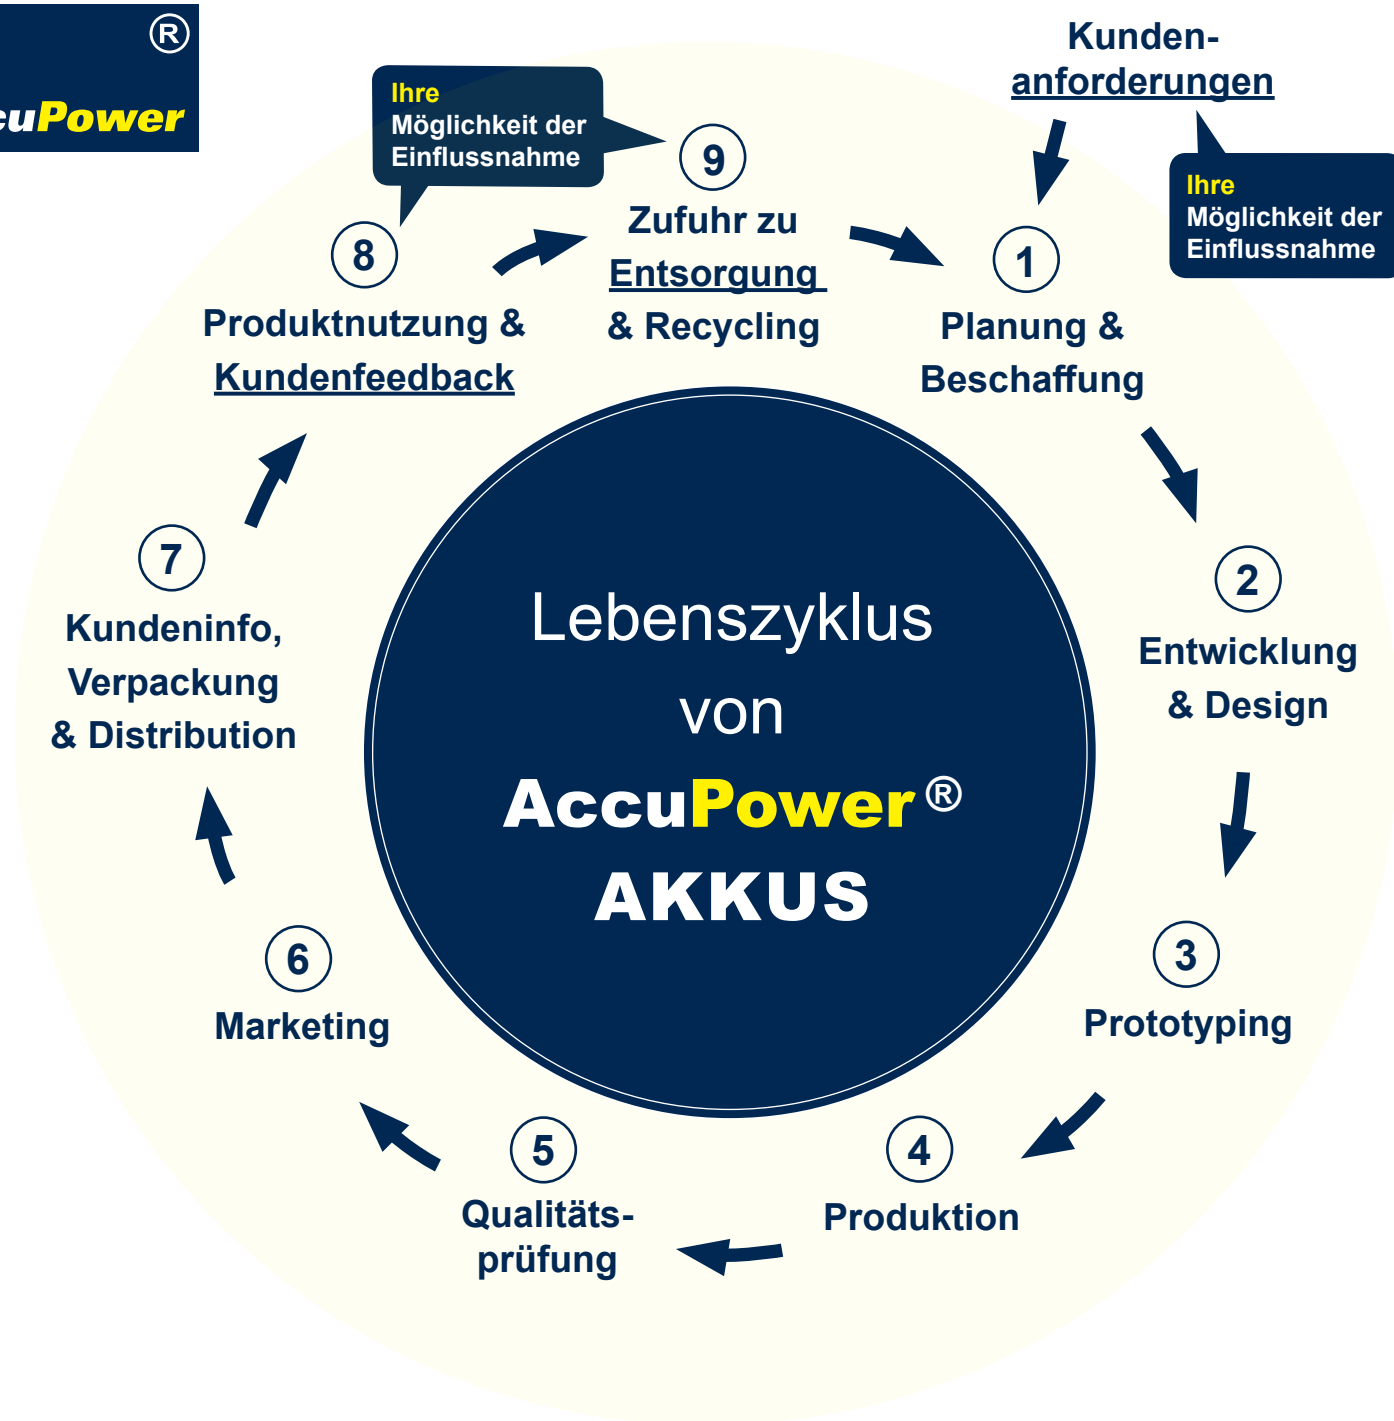 ®
cuPower
Kunden-
anforderungen
Ihre
Möglichkeit der
Einflussnahme
Ihre
Möglichkeit der
Einflussnahme
1
Planung &
Beschaffung
2
Entwicklung
& Design
3
Prototyping
4
Produktion
5
Qualitäts-
prüfung
6
Marketing
7
Kundeninfo,
Verpackung
& Distribution
8
Produktnutzung &
Kundenfeedback
9
Zufuhr zu
Entsorgung
& Recycling
Lebenszyklus
von
AccuPower®
AKKUS